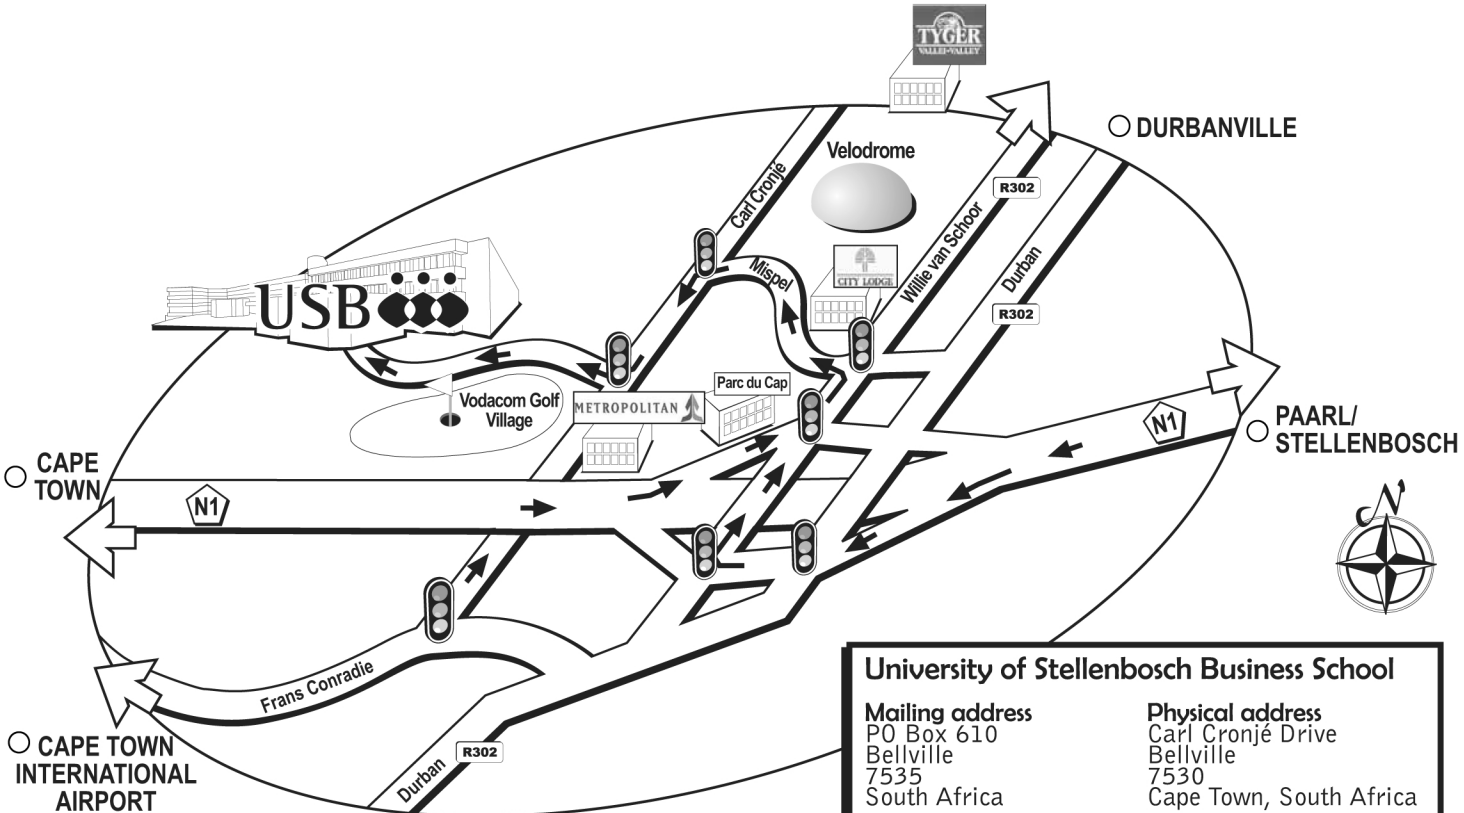 TYGER
VALLEI-VALLEY
DURBANVILLE
Velodrome
Carl Cronjé
R302
Mispel
CITY LODGE
Willie van Schoor
Durban
R302
USB
Parc du Cap
METROPOLITAN
Vodacom Golf
Village
N1
PAARL/
STELLENBOSCH
CAPE
TOWN
N1
N
Frans Conradie
CAPE TOWN
INTERNATIONAL
AIRPORT
Durban
R302
University of Stellenbosch Business School
Mailing address
PO Box 610
Bellville
7535
South Africa
Physical address
Carl Cronjé Drive
Bellville
7530
Cape Town, South Africa